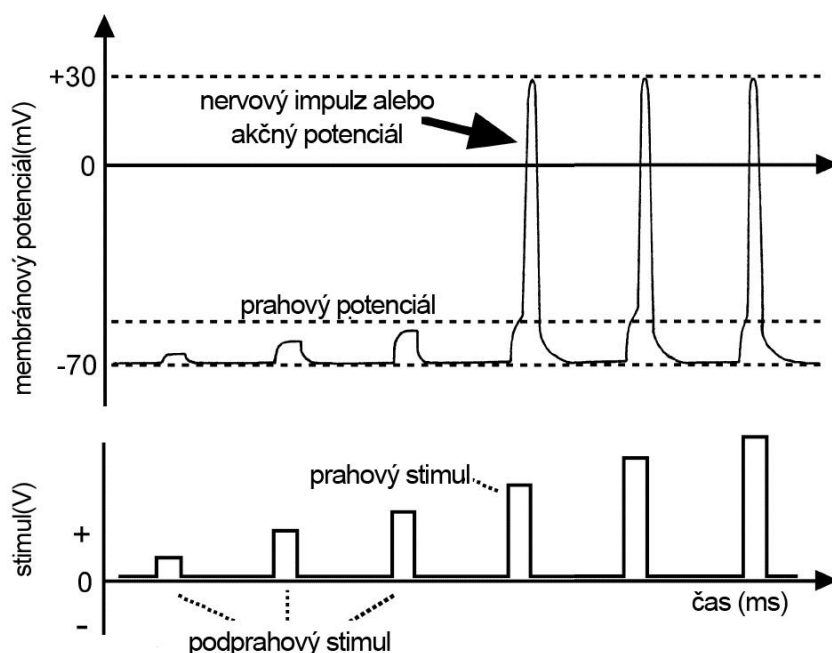 +30
nervový impulz alebo
akčný potenciál
0
membránový potenciál(mV)
prahový potenciál
-70
prahový stimul
stimul(V)
+
0
-
čas (ms)
podprahový stimul